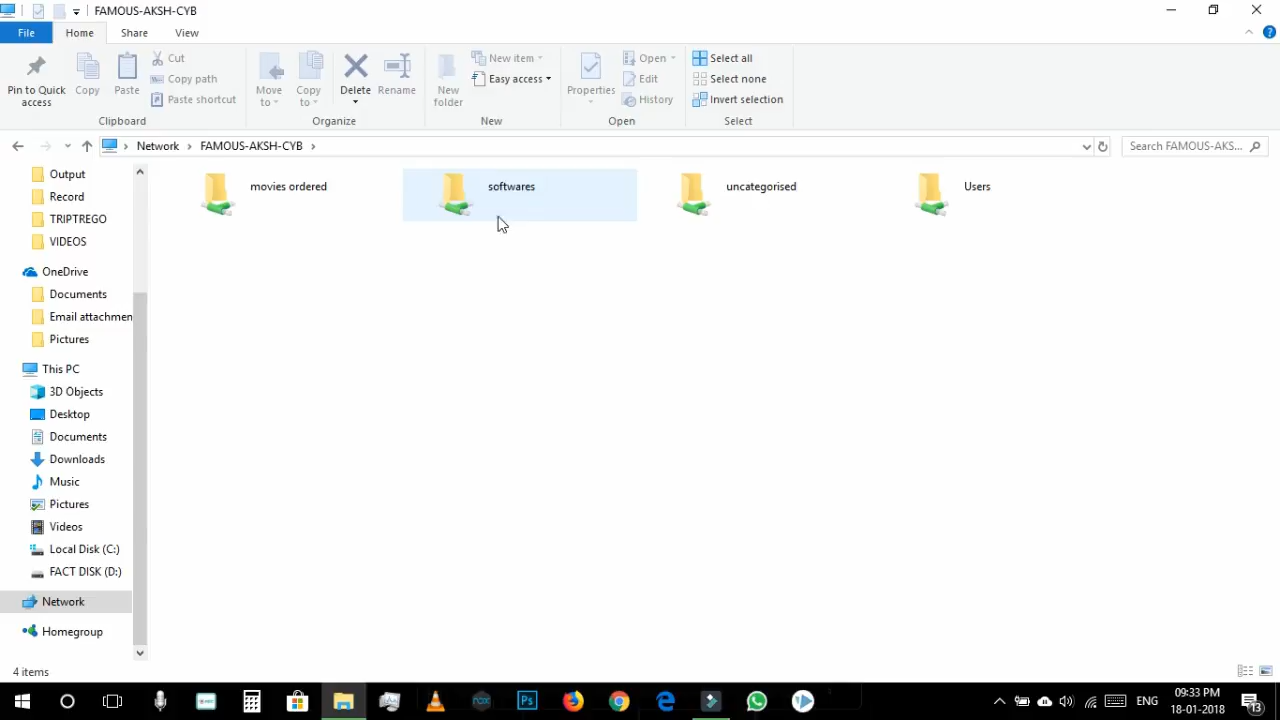 FAMOUS-AKSH-CYB
File Home Share View
Pin to Quick access
Copy
Paste
Cut
Copy path
Paste shortcut
Clipboard
Move to
Copy to
Delete
Rename
Organize
New folder
New item
Easy access
New
Properties
Open
Edit
History
Open
Select all
Select none
Invert selection
Select
Network FAMOUS-AKSH-CYB
Search FAMOUS-AKS...
Output
Record
TRIPTREGO
VIDEOS
OneDrive
Documents
Email attachmen
Pictures
This PC
3D Objects
Desktop
Documents
Downloads
Music
Pictures
Videos
Local Disk (C:)
FACT DISK (D:)
Network
Homegroup
movies ordered
softwares
uncategorised
Users
4 items
nox
Ps
ENG
09:33 PM
18-01-2018
13